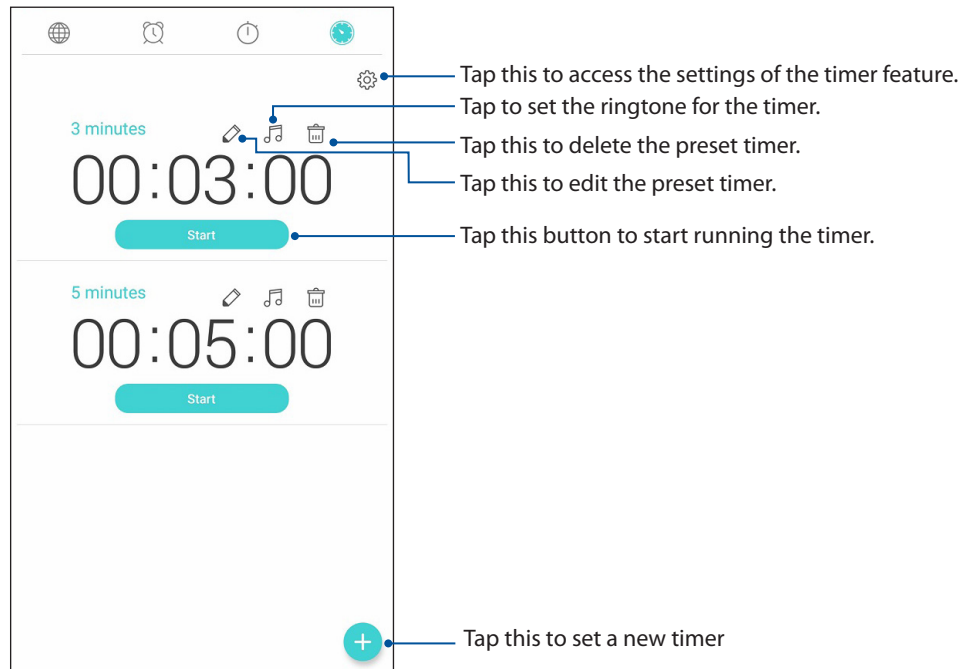 Tap this to access the settings of the timer feature.
Tap to set the ringtone for the timer.
3 minutes
Tap this to delete the preset timer.
00:03:00
Tap this to edit the preset timer.
Start
Tap this button to start running the timer.
5 minutes
00:05:00
Start
Tap this to set a new timer